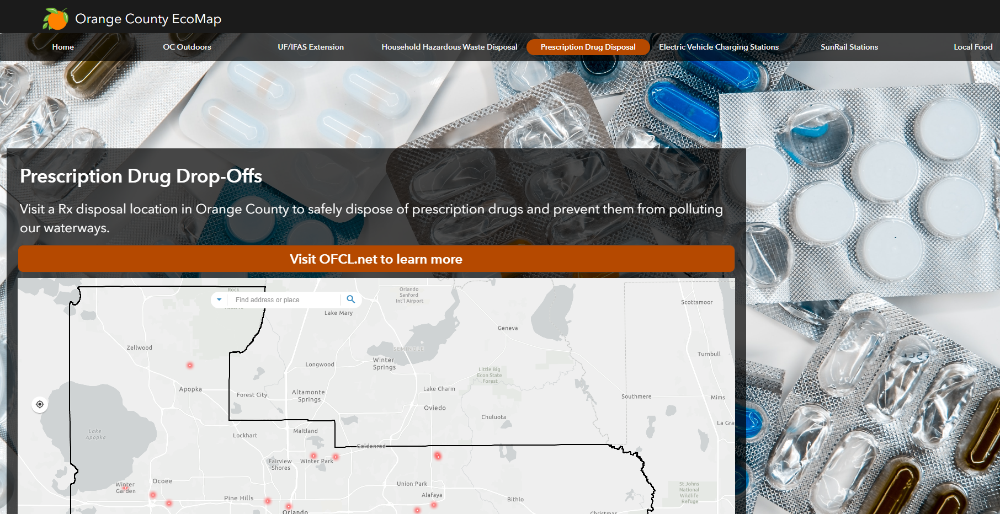 Orange County EcoMap
Home
OC Outdoors
UF/IFAS Extension
Household Hazardous Waste Disposal
Prescription Drug Disposal
Electric Vehicle Charging Stations
SunRail Stations
Local Food
Prescription Drug Drop-Offs
Visit a Rx disposal location in Orange County to safely dispose of prescription drugs and prevent them from polluting
our waterways.
Visit OFCL.net to learn more
Rock
Find address or place
Orlando
Sanford
Int'l Airport
Scottsmoor
Lake Mary
Geneva
Zellwood
SEMINOLE
Turnbull
Longwood
Winter
Springs
Little Big
Econ State
Forest
Apopka
Forest City
Altamonte
Springs
Lake Charm
Southmere
Mims
Oviedo
Chuluota
La Gra
Lake
Apopka
Maitland
Lockhart
Goldenrod
Fairview
Shores
Winter Park
Ocoee
Winter
Garden
Union Park
St Johns
National
Wildlife
Refuge
Pine Hills
Alafaya
Bithlo
Orlando
Christmas